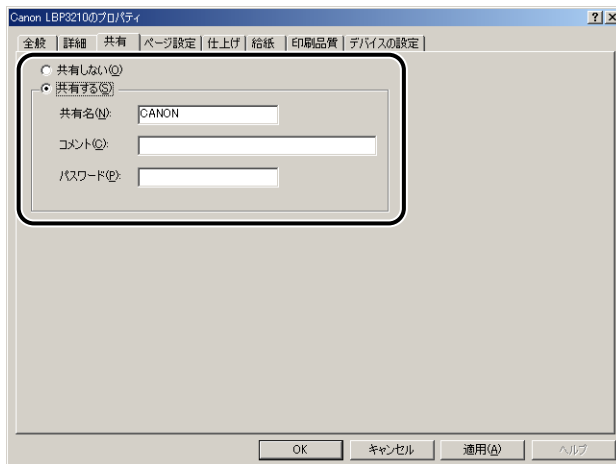 Canon LBP3210のプロパティ
全般 詳細 共有 ページ設定 仕上げ 給紙 印刷品質 デバイスの設定
共有しない(O)
共有する(S)
共有名(N): CANON
コメント(C):
パスワード(P):
OK キャンセル 適用(A) ヘルプ